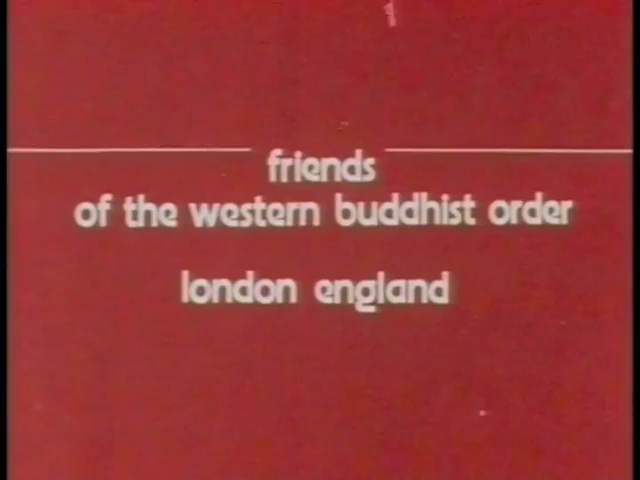 friends
of the western buddhist order
london england